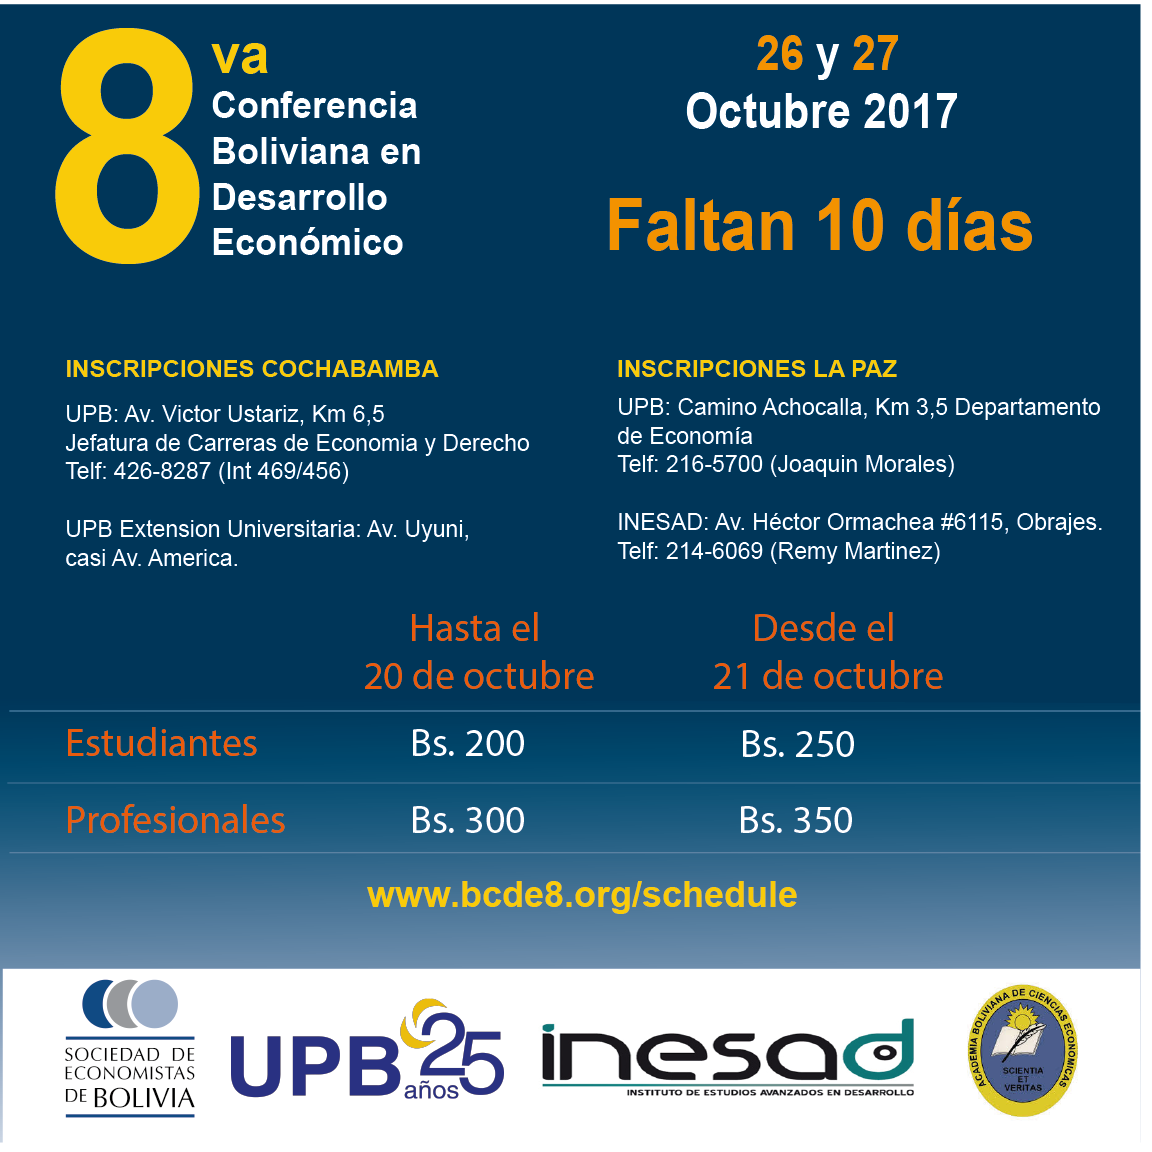 8
va
Conferencia
Boliviana en
Desarrollo
Económico
26 y 27
Octubre 2017
Faltan 10 días
INSCRIPCIONES COCHABAMBA
UPB: Av. Victor Ustariz, Km 6,5
Jefatura de Carreras de Economia y Derecho
Telf: 426-8287 (Int 469/456)
UPB Extension Universitaria: Av. Uyuni,
casi Av. America.
INSCRIPCIONES LA PAZ
UPB: Camino Achocalla, Km 3,5 Departamento
de Economía
Telf: 216-5700 (Joaquin Morales)
INESAD: Av. Héctor Ormachea #6115, Obrajes.
Telf: 214-6069 (Remy Martinez)
Hasta el
20 de octubre
Desde el
21 de octubre
Estudiantes Bs. 200 Bs. 250
Profesionales Bs. 300 Bs. 350
www.bcde8.org/schedule
SOCIEDAD DE
ECONOMISTAS
DE BOLIVIA
UPB 25
años
inesad
INSTITUTO DE ESTUDIOS AVANZADOS EN DESARROLLO
ACADEMIA BOLIVIANA DE CIENCIAS ECONOMICAS
SCIENTIA
ET
VERITAS